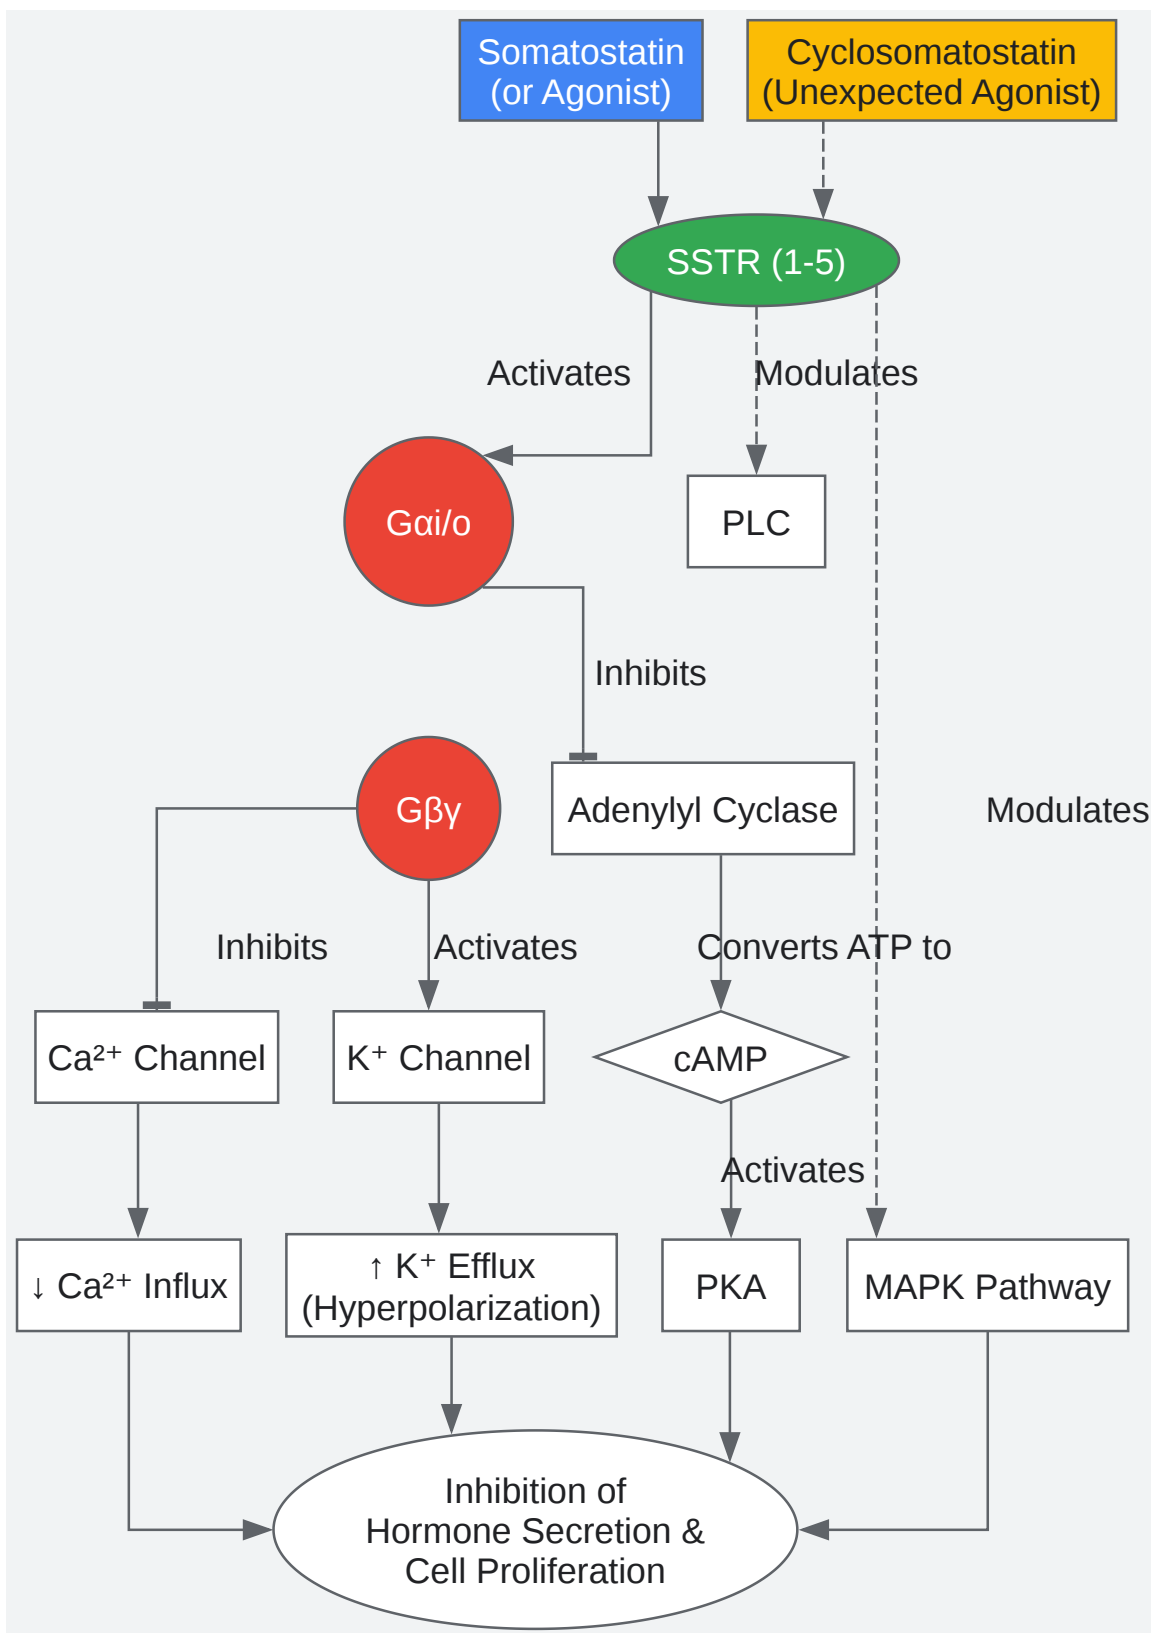 Somatostatin
(or Agonist)
Cyclosomatostatin
(Unexpected Agonist)
SSTR (1-5)
Activates
Modulates
Gαi/o
PLC
Inhibits
Gβγ
Adenylyl Cyclase
Modulates
Inhibits
Activates
Converts ATP to
Ca²⁺ Channel
K⁺ Channel
cAMP
Activates
↓ Ca²⁺ Influx
↑ K⁺ Efflux
(Hyperpolarization)
PKA
MAPK Pathway
Inhibition of
Hormone Secretion &
Cell Proliferation